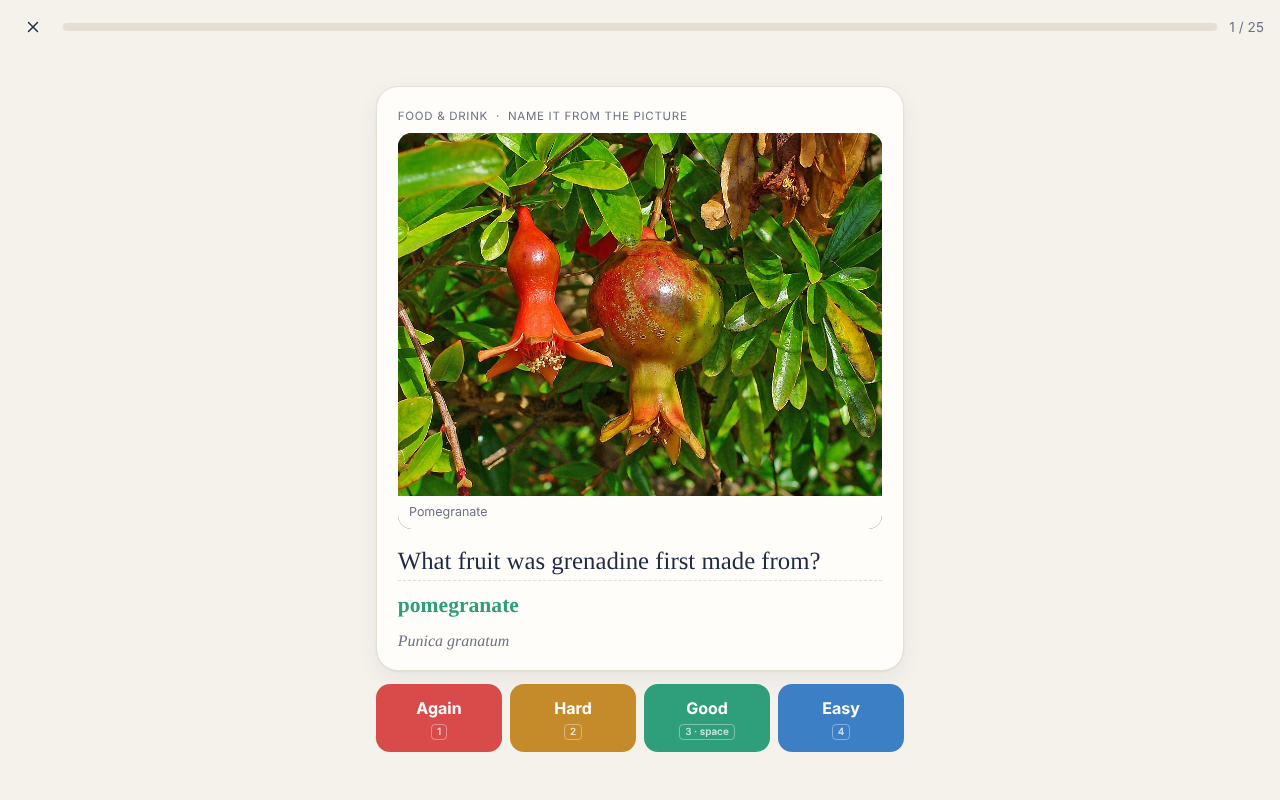 1 / 25
FOOD & DRINK · NAME IT FROM THE PICTURE
Pomegranate
What fruit was grenadine first made from?
pomegranate
Punica granatum
Again
1
Hard
2
Good
3 · space
Easy
4